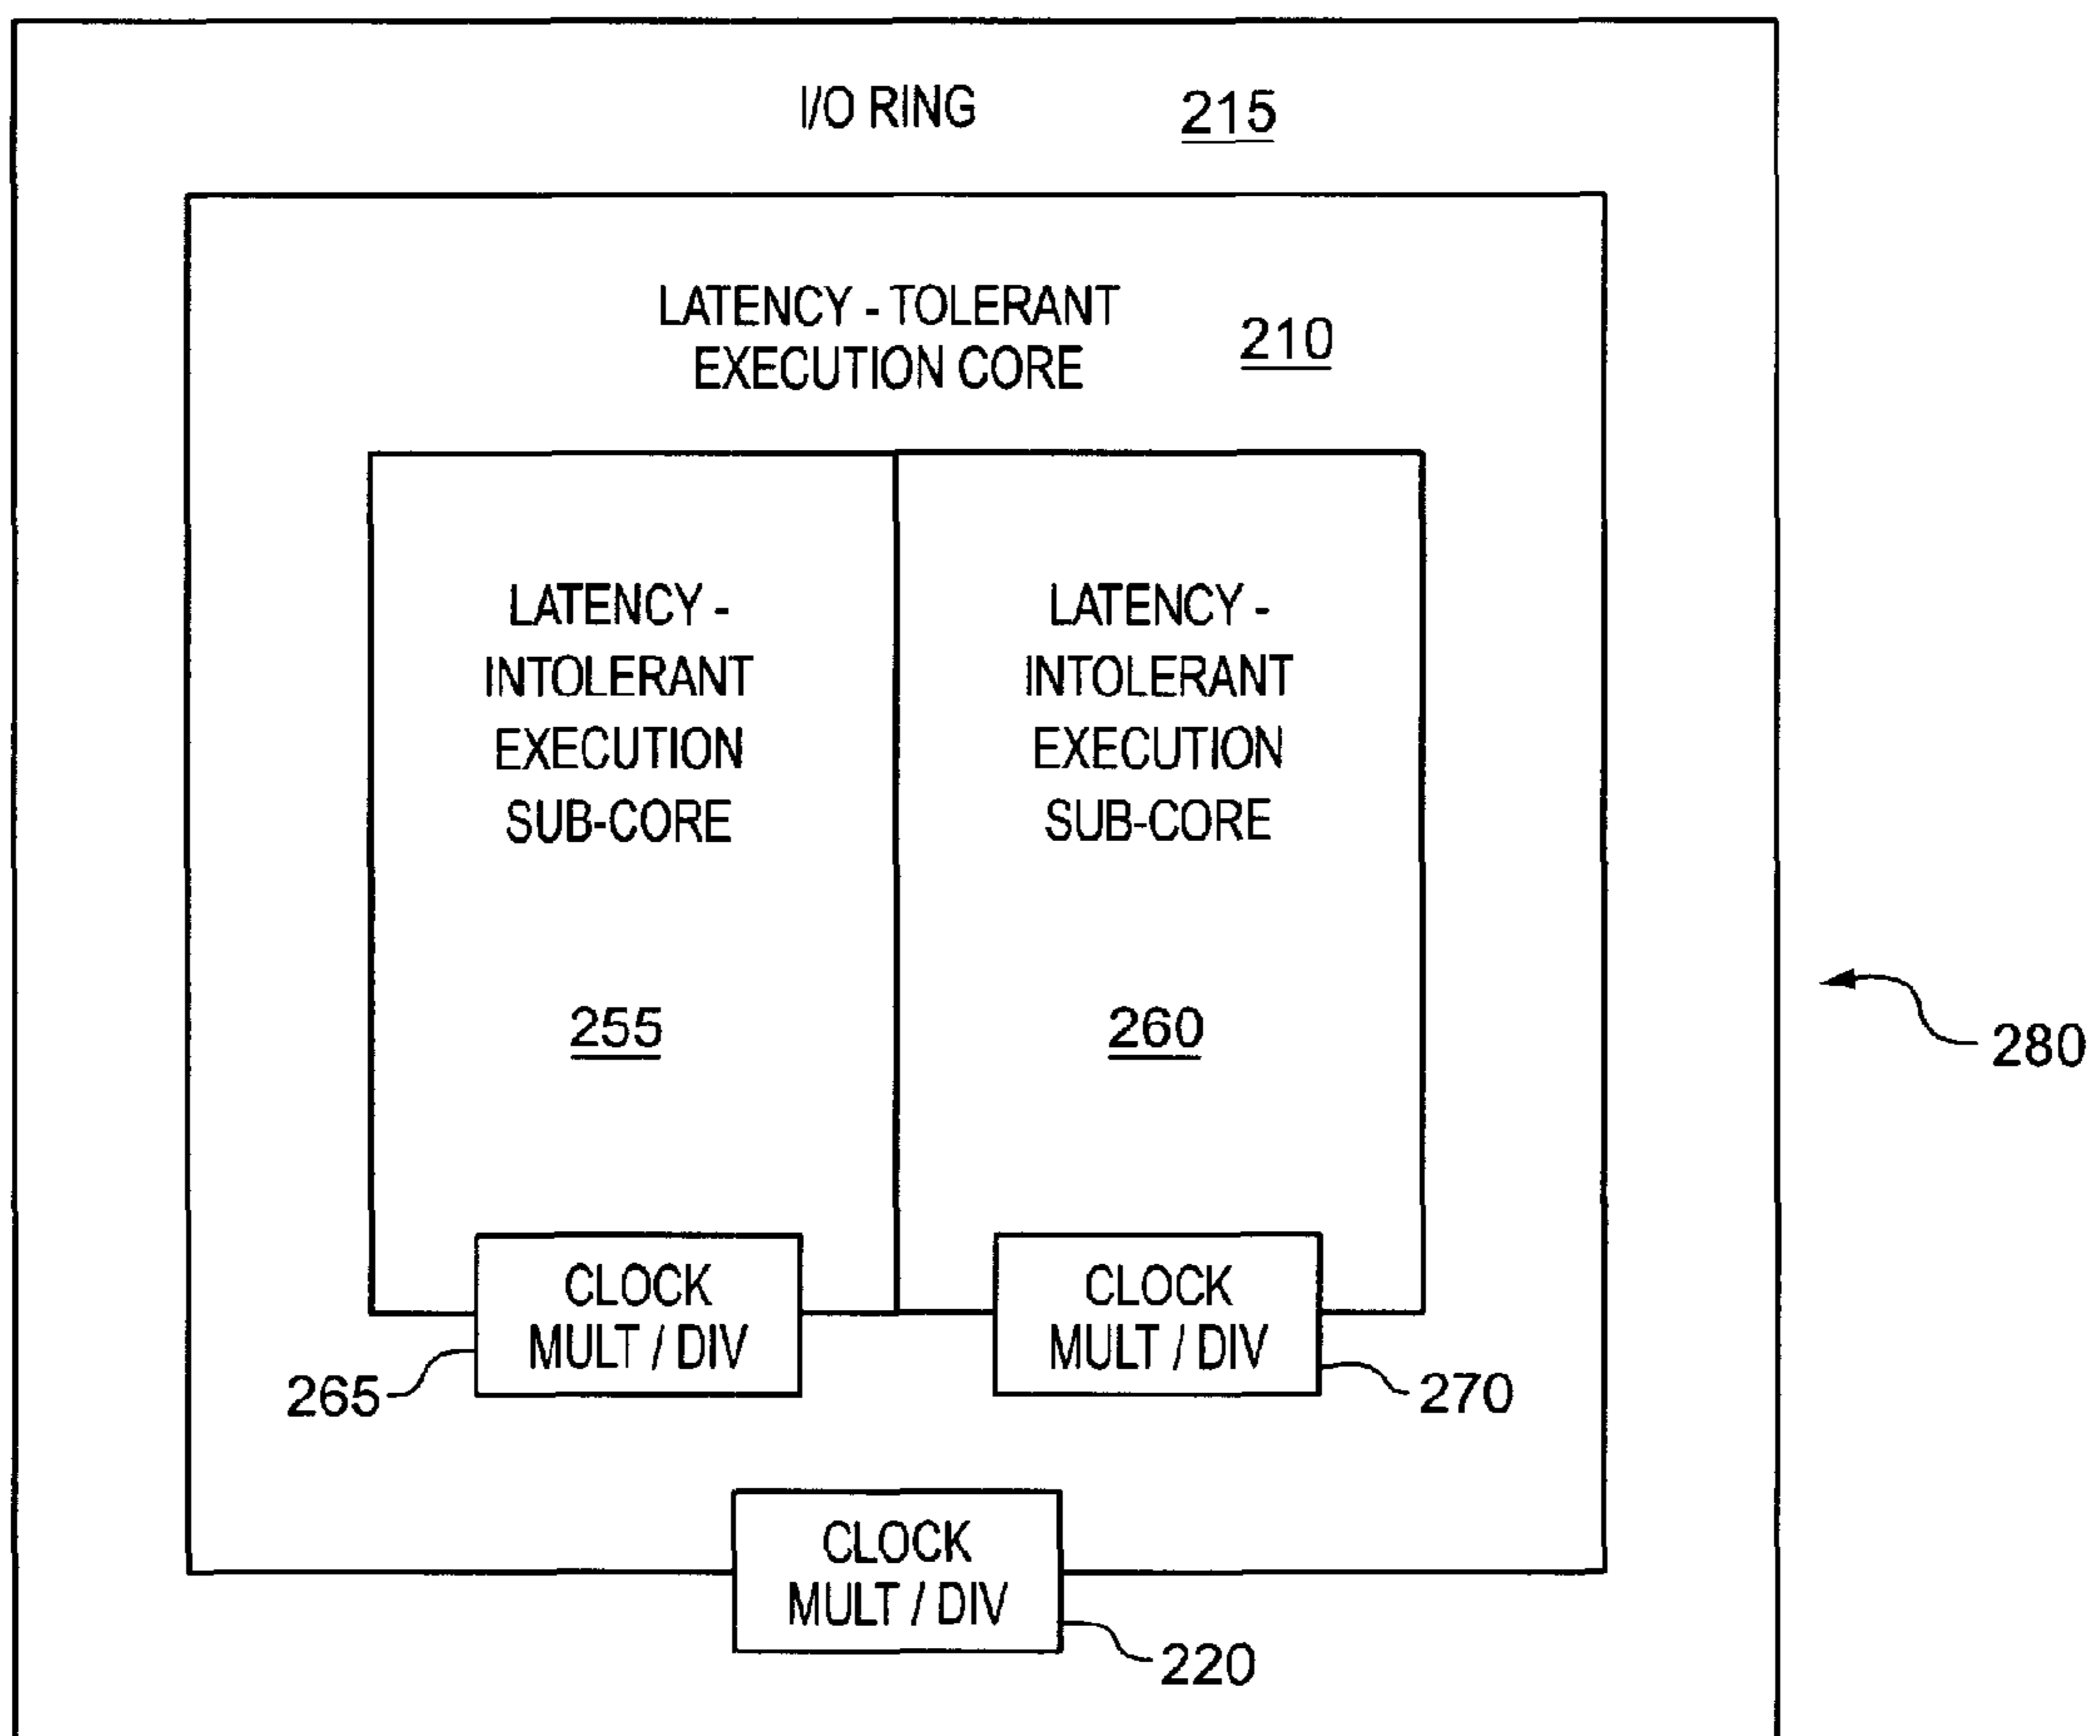 I/O RING 215
LATENCY - TOLERANT
EXECUTION CORE 210
LATENCY -
INTOLERANT
EXECUTION
SUB-CORE
255
LATENCY -
INTOLERANT
EXECUTION
SUB-CORE
260
280
CLOCK
MULT / DIV
265
CLOCK
MULT / DIV
270
CLOCK
MULT / DIV
220